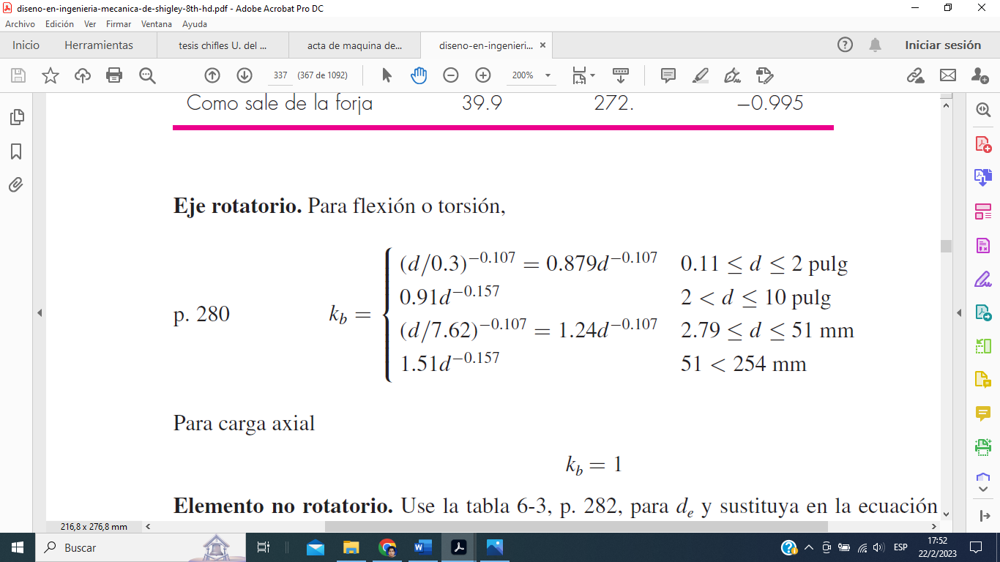 diseno-en-ingenieria-mecanica-de-shigley-8th-hd.pdf - Adobe Acrobat Pro DC
Archivo Edición Ver Firmar Ventana Ayuda
Inicio Herramientas tesis chifles U. del ... acta de maquina de... diseno-en-ingenieri... × Iniciar sesión
337 (367 de 1092) 200%
Como sale de la forja 39.9 272. −0.995
Eje rotatorio. Para flexión o torsión,
(d/0.3)^−0.107 = 0.879d^−0.107 0.11 ≤ d ≤ 2 pulg
0.91d^−0.157 2 < d ≤ 10 pulg
p. 280 k_b =
(d/7.62)^−0.107 = 1.24d^−0.107 2.79 ≤ d ≤ 51 mm
1.51d^−0.157 51 < 254 mm
Para carga axial
k_b = 1
Elemento no rotatorio. Use la tabla 6-3, p. 282, para d_e y sustituya en la ecuación
216,8 x 276,8 mm
Buscar ESP 17:52
22/2/2023